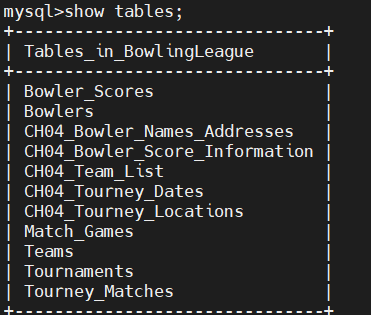 mysql>show tables;
+-------------------------------+
| Tables_in_BowlingLeague       |
+-------------------------------+
| Bowler_Scores                 |
| Bowlers                       |
| CH04_Bowler_Names_Addresses   |
| CH04_Bowler_Score_Information |
| CH04_Team_List                |
| CH04_Tourney_Dates            |
| CH04_Tourney_Locations        |
| Match_Games                   |
| Teams                         |
| Tournaments                   |
| Tourney_Matches               |
+-------------------------------+